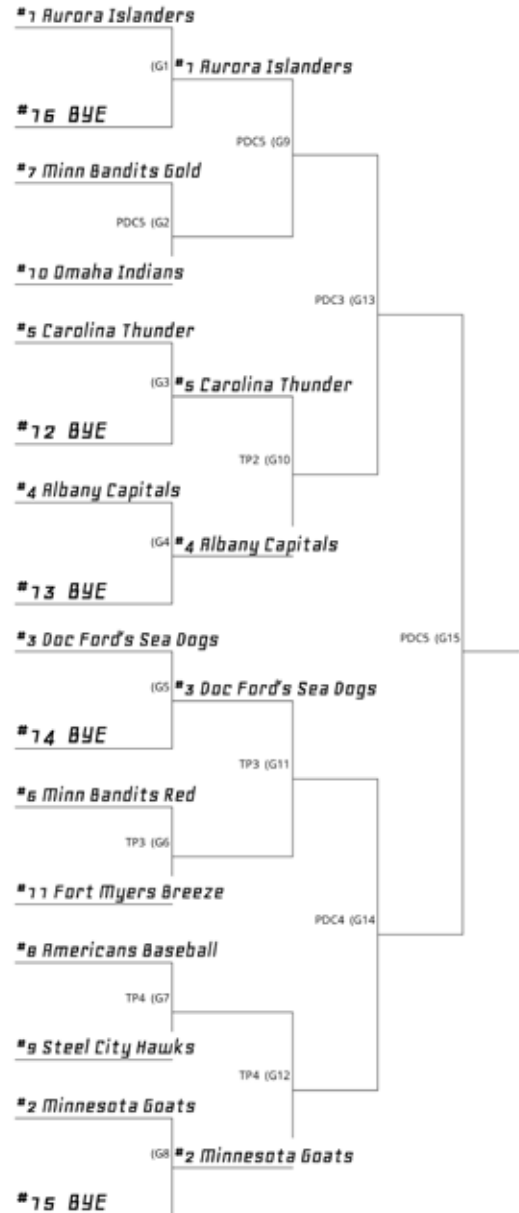 #1 Aurora Islanders
(G1 #1 Aurora Islanders
#16 BYE
PDC5 (G9
#7 Minn Bandits Gold
PDC5 (G2
#10 Omaha Indians
PDC3 (G13
#5 Carolina Thunder
(G3 #5 Carolina Thunder
#12 BYE
TP2 (G10
#4 Albany Capitals
(G4 #4 Albany Capitals
#13 BYE
#3 Doc Ford's Sea Dogs
PDC5 (G15
(G5 #3 Doc Ford's Sea Dogs
#14 BYE
TP3 (G11
#6 Minn Bandits Red
TP3 (G6
#11 Fort Myers Breeze
PDC4 (G14
#8 Americans Baseball
TP4 (G7
#9 Steel City Hawks
TP4 (G12
#2 Minnesota Goats
(G8 #2 Minnesota Goats
#15 BYE